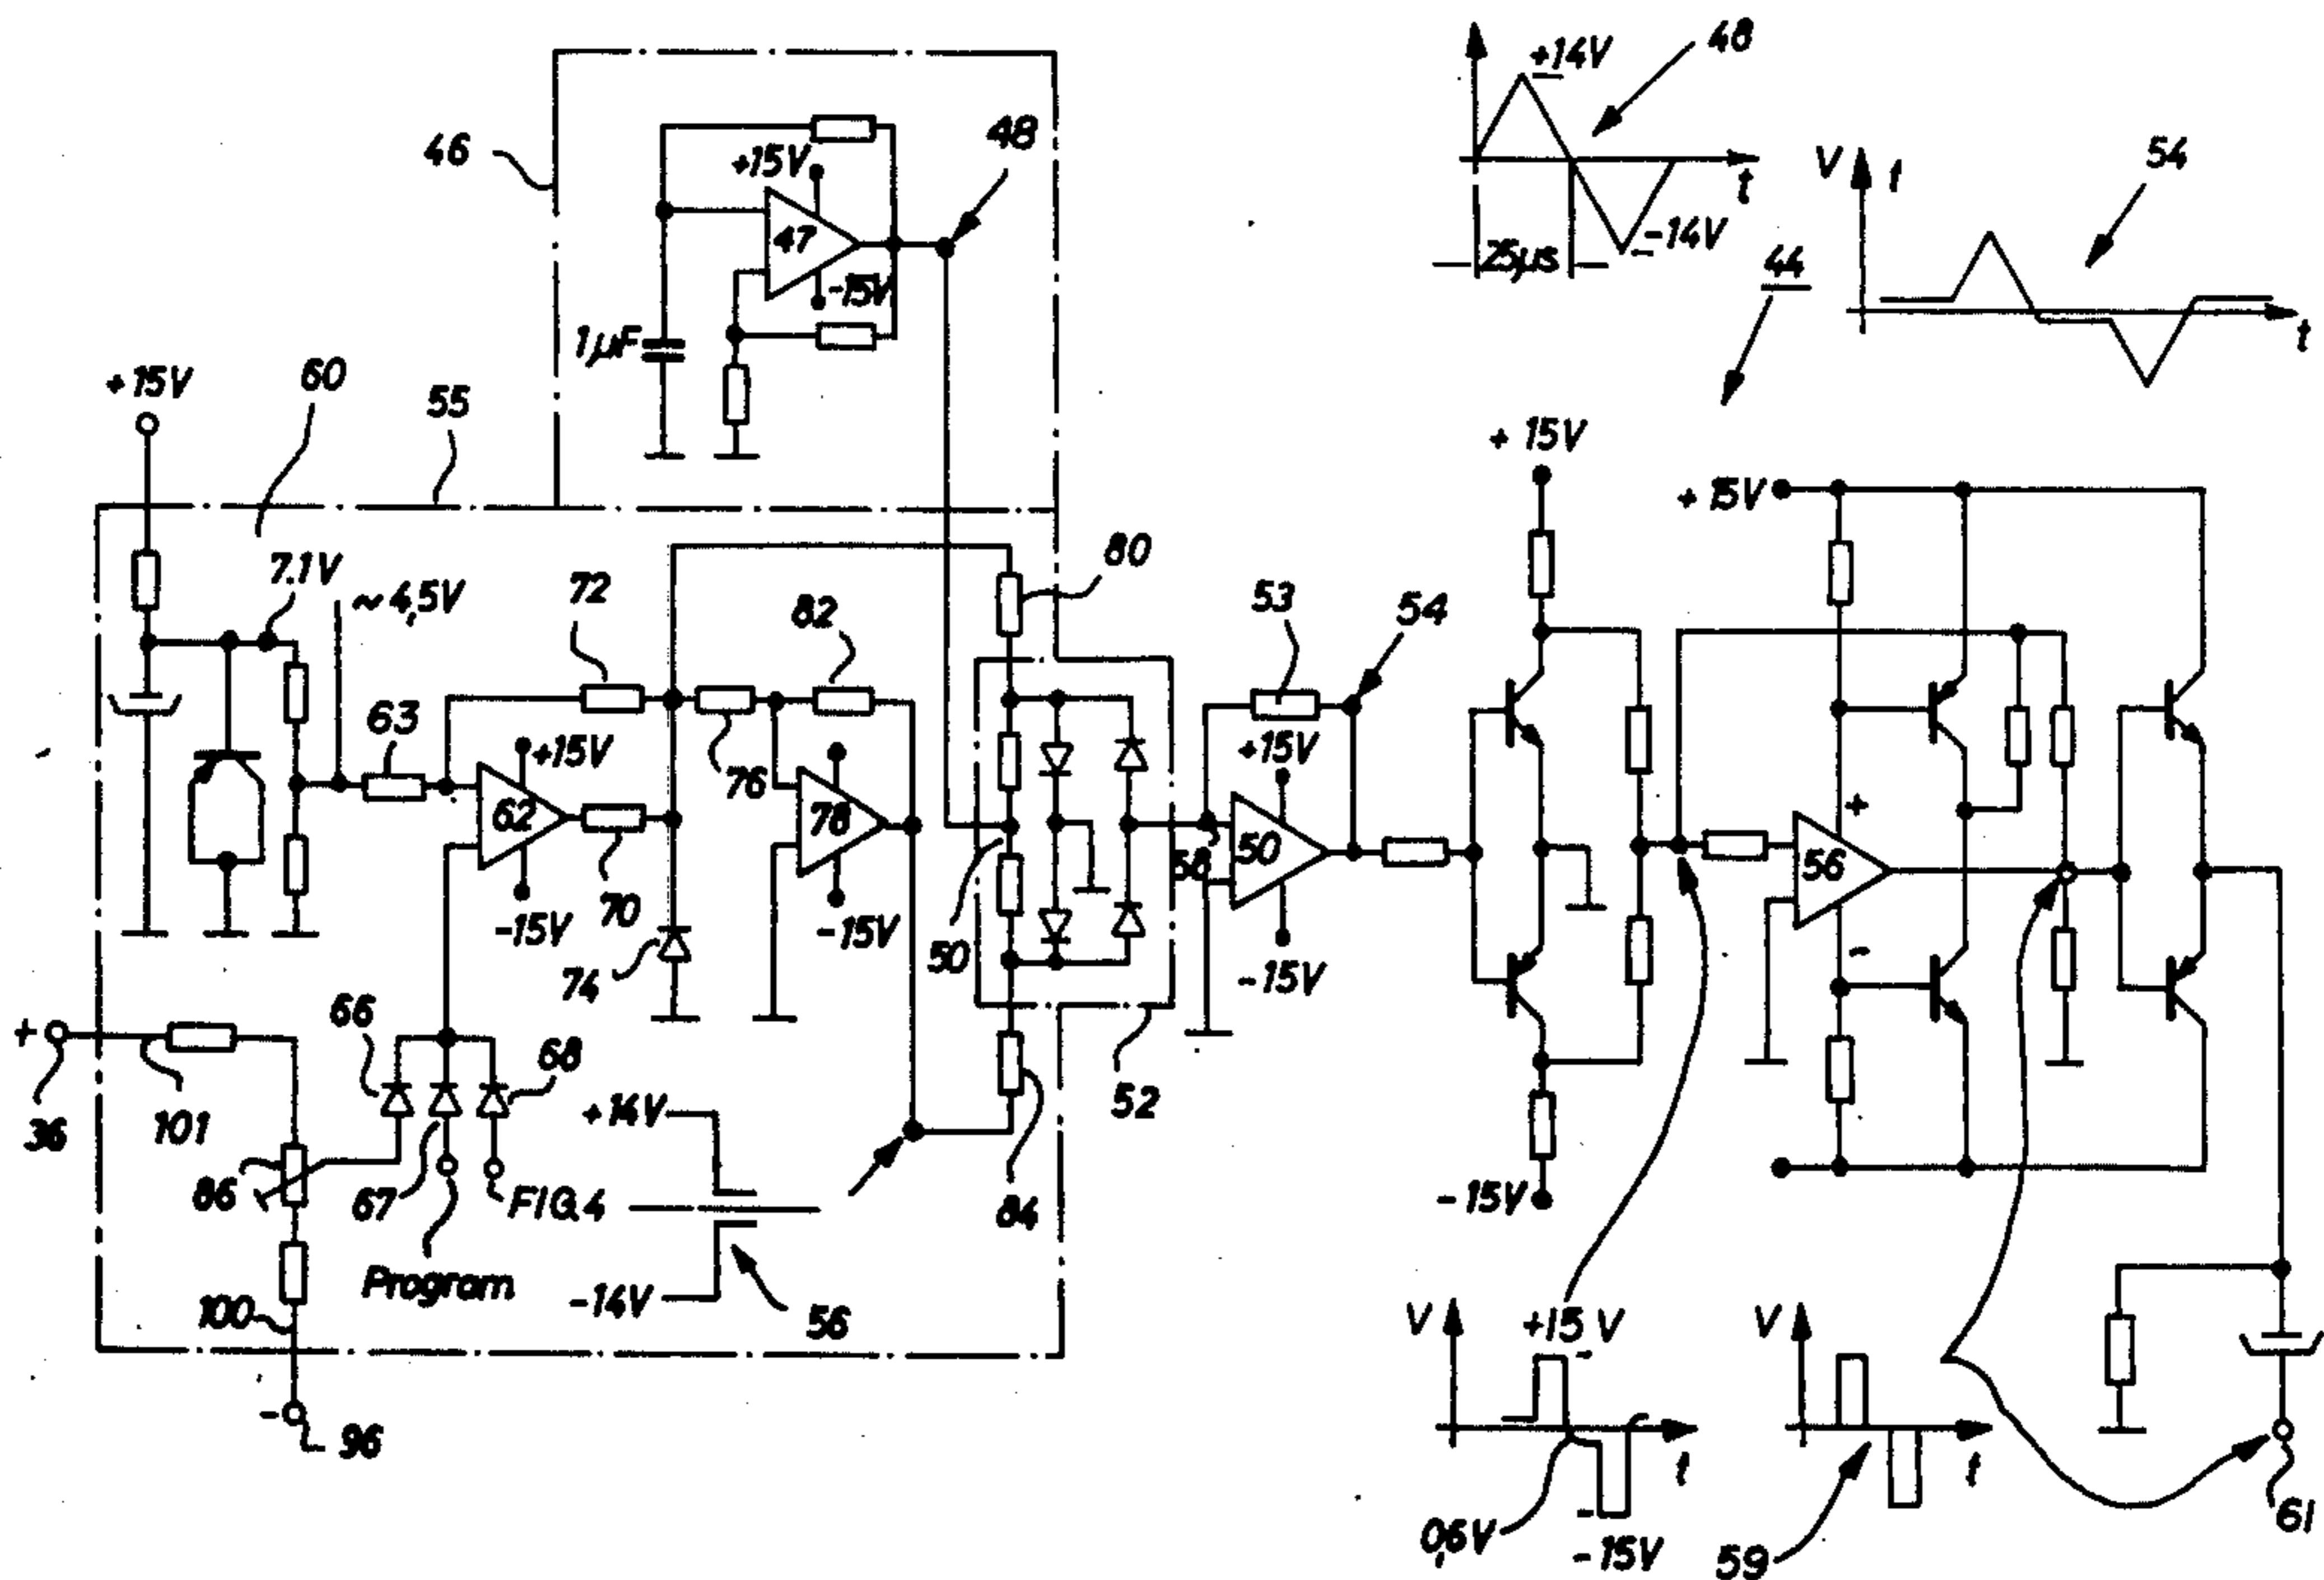 +14V
48
46
+15V
48
V
t
54
t
47
-15V
-14V
25µs
44
t
1µF
+15V
60
55
+15V
+15V
7.1V
~4,5V
72
80
82
53
54
63
+15V
76
+15V
62
78
58
50
56
+
-15V
70
-15V
50
-15V
-
74
66
68
+14V
52
+
36
101
86
67
FIG.4
84
-15V
Program
-14V
56
100
V
+15V
V
-
96
t
t
0,6V
-15V
59
61